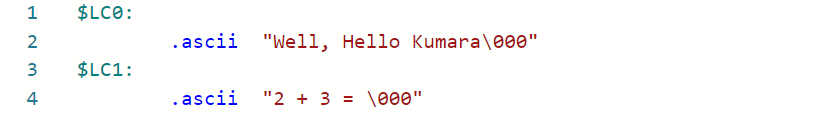 1 $LC0:
2 .ascii "Well, Hello Kumara\000"
3 $LC1:
4 .ascii "2 + 3 = \000"